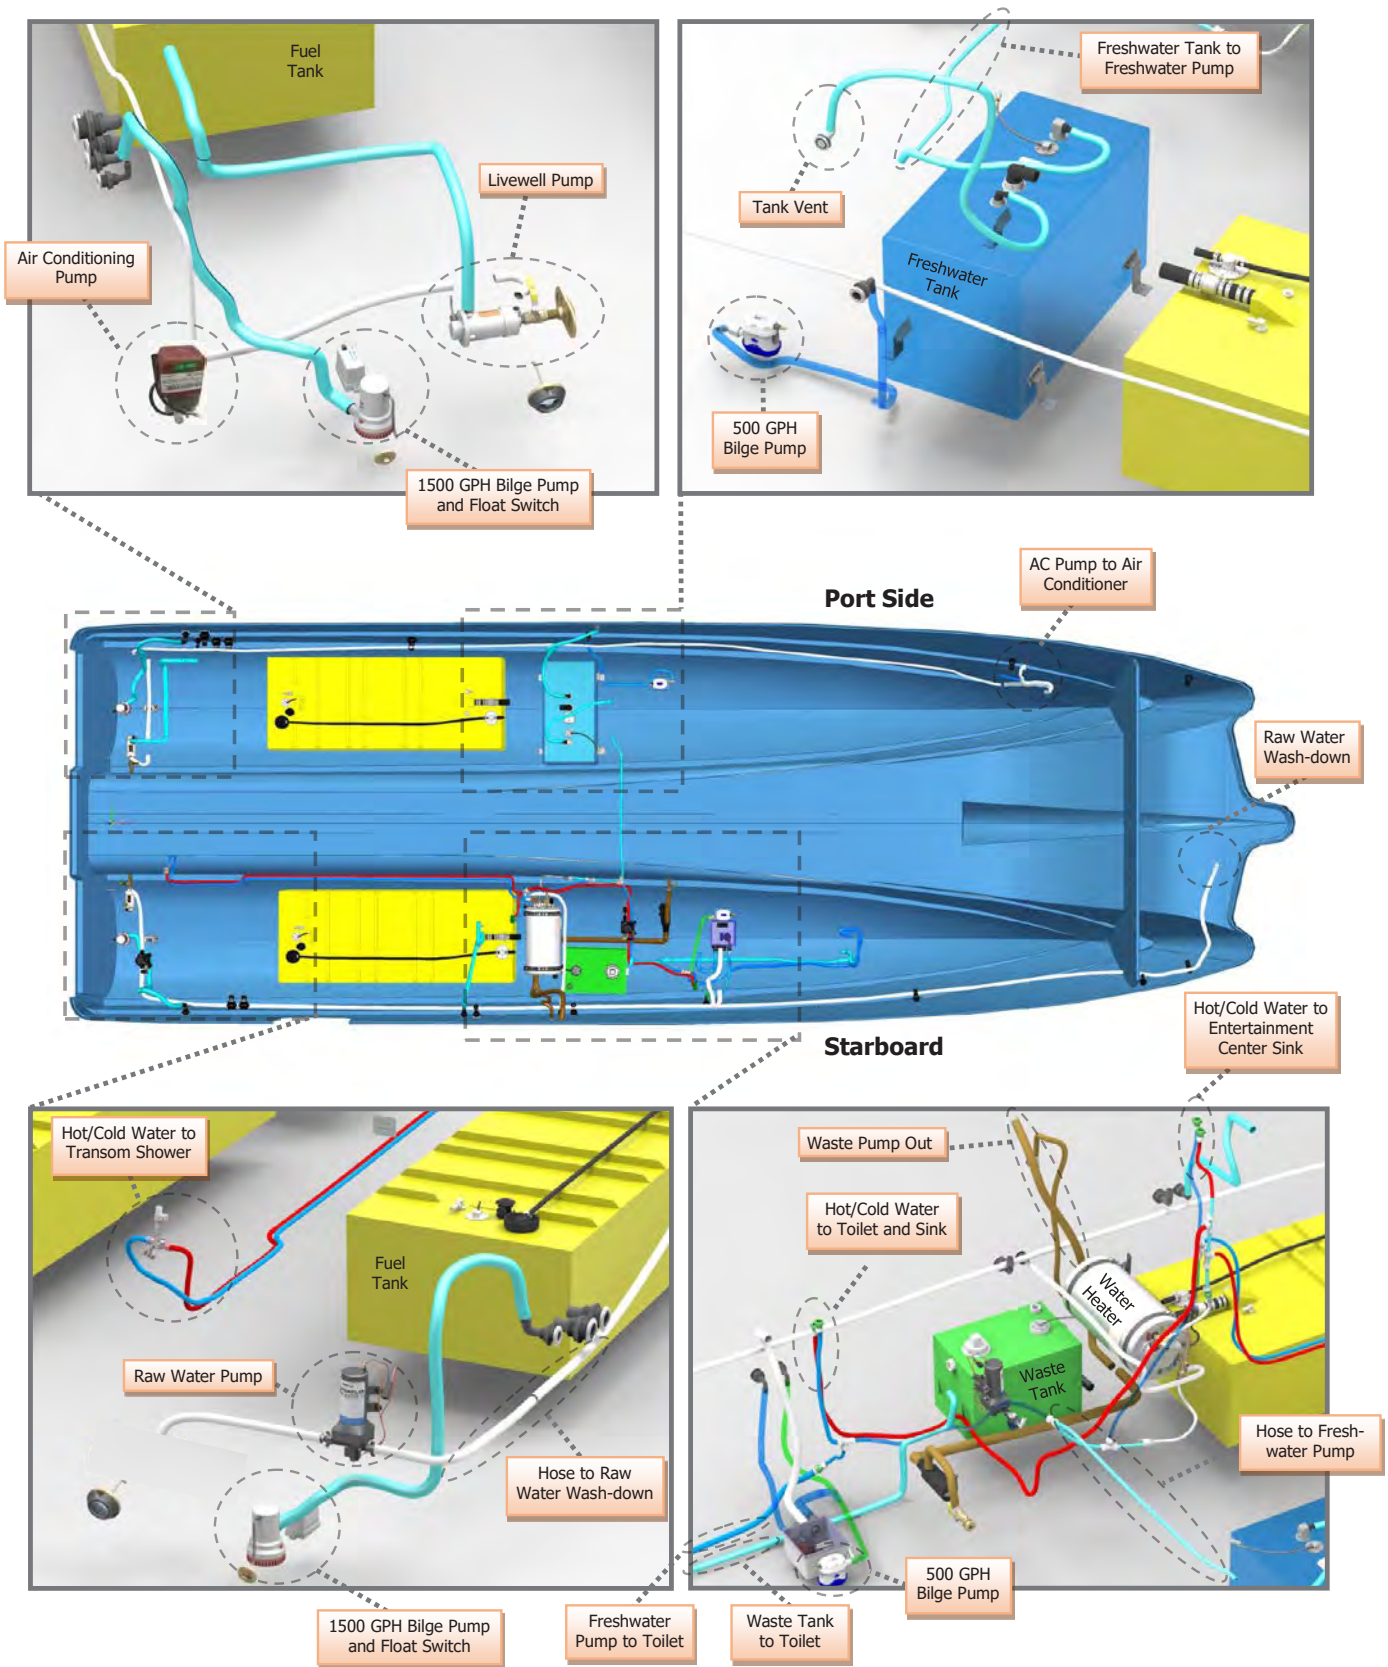 Fuel
Tank
Livewell Pump
Air Conditioning
Pump
1500 GPH Bilge Pump
and Float Switch
Freshwater Tank to
Freshwater Pump
Tank Vent
Freshwater
Tank
500 GPH
Bilge Pump
AC Pump to Air
Conditioner
Port Side
Raw Water
Wash-down
Starboard
Hot/Cold Water to
Entertainment
Center Sink
Hot/Cold Water to
Transom Shower
Fuel
Tank
Raw Water Pump
Hose to Raw
Water Wash-down
1500 GPH Bilge Pump
and Float Switch
Waste Pump Out
Hot/Cold Water
to Toilet and Sink
Water
Heater
Waste
Tank
Hose to Fresh-
water Pump
500 GPH
Bilge Pump
Freshwater
Pump to Toilet
Waste Tank
to Toilet